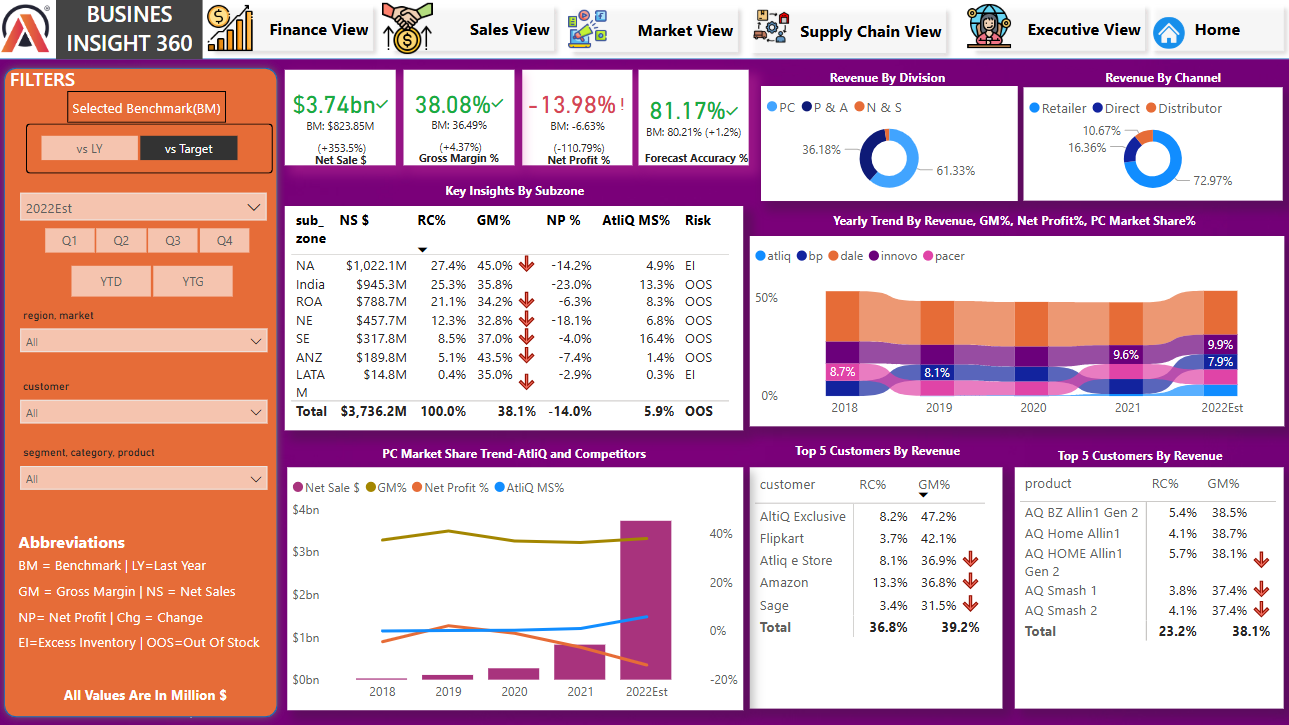 BUSINES
INSIGHT 360
Finance View
Sales View
Market View
Supply Chain View
Executive View
Home
FILTERS
Selected Benchmark(BM)
vs LY
vs Target
2022Est
Q1
Q2
Q3
Q4
YTD
YTG
region, market
All
customer
All
segment, category, product
All
Abbreviations
BM = Benchmark | LY=Last Year
GM = Gross Margin | NS = Net Sales
NP= Net Profit | Chg = Change
EI=Excess Inventory | OOS=Out Of Stock
All Values Are In Million $
$3.74bn
BM: $823.85M
(+353.5%)
Net Sale $
38.08%
BM: 36.49%
(+4.37%)
Gross Margin %
-13.98% !
BM: -6.63%
(-110.79%)
Net Profit %
81.17%
BM: 80.21% (+1.2%)
Forecast Accuracy %
Revenue By Division
PC P & A N & S
36.18%
61.33%
Revenue By Channel
Retailer Direct Distributor
10.67%
16.36%
72.97%
Key Insights By Subzone
sub_ NS $ RC% GM% NP % AtliQ MS% Risk
zone
NA $1,022.1M 27.4% 45.0% -14.2% 4.9% EI
India $945.3M 25.3% 35.8% -23.0% 13.3% OOS
ROA $788.7M 21.1% 34.2% -6.3% 8.3% OOS
NE $457.7M 12.3% 32.8% -18.1% 6.8% OOS
SE $317.8M 8.5% 37.0% -4.0% 16.4% OOS
ANZ $189.8M 5.1% 43.5% -7.4% 1.4% OOS
LATA $14.8M 0.4% 35.0% -2.9% 0.3% EI
M
Total $3,736.2M 100.0% 38.1% -14.0% 5.9% OOS
Yearly Trend By Revenue, GM%, Net Profit%, PC Market Share%
atliq bp dale innovo pacer
50%
0%
8.7%
8.1%
9.6%
9.9%
7.9%
2018 2019 2020 2021 2022Est
PC Market Share Trend-AtliQ and Competitors
Net Sale $ GM% Net Profit % AtliQ MS%
$4bn
$3bn
$2bn
$1bn
$0bn
40%
20%
0%
-20%
2018 2019 2020 2021 2022Est
Top 5 Customers By Revenue
customer RC% GM%
AltiQ Exclusive 8.2% 47.2%
Flipkart 3.7% 42.1%
Atliq e Store 8.1% 36.9%
Amazon 13.3% 36.8%
Sage 3.4% 31.5%
Total 36.8% 39.2%
Top 5 Customers By Revenue
product RC% GM%
AQ BZ Allin1 Gen 2 5.4% 38.5%
AQ Home Allin1 4.1% 38.7%
AQ HOME Allin1 5.7% 38.1%
Gen 2
AQ Smash 1 3.8% 37.4%
AQ Smash 2 4.1% 37.4%
Total 23.2% 38.1%